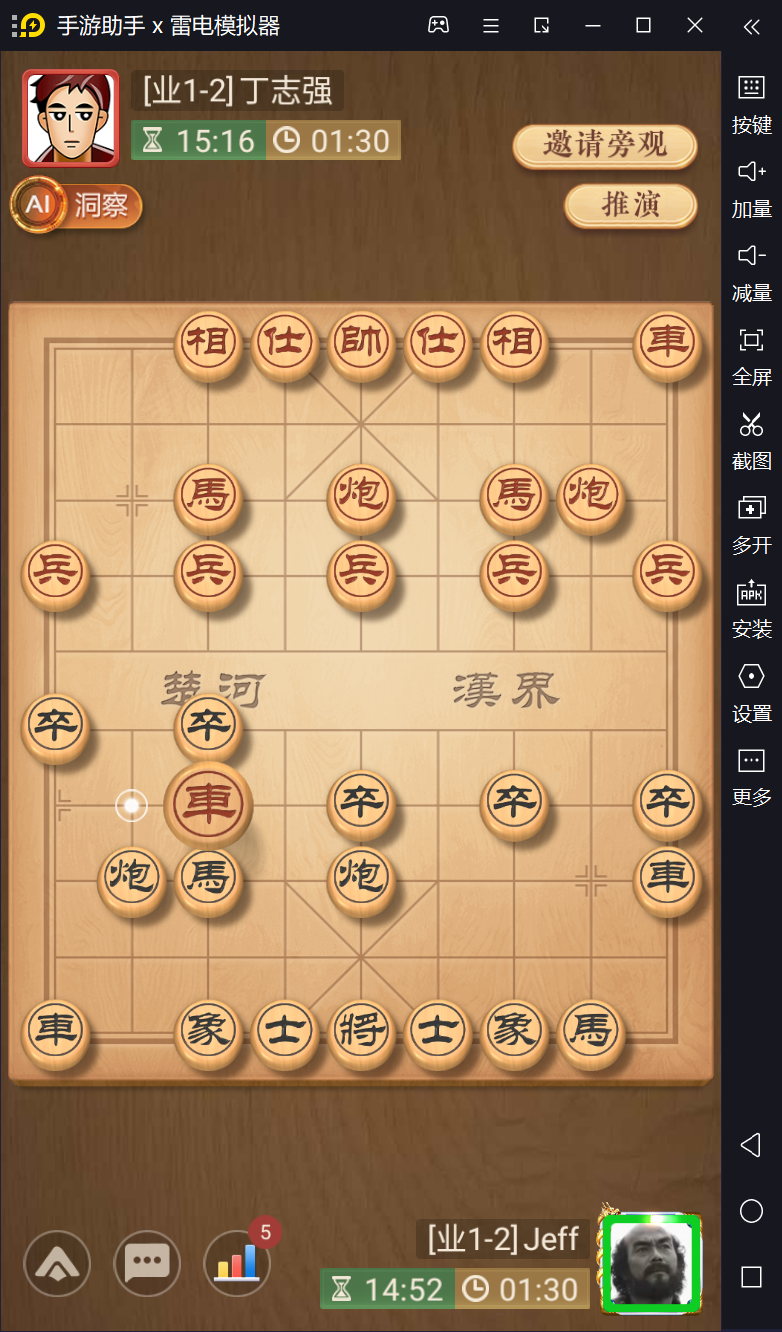 手游助手 x 雷电模拟器
[业1-2]丁志强
15:16 01:30
邀请旁观
AI 洞察
推演
相 仕 帥 仕 相 車
馬 炮 馬 炮
兵 兵 兵 兵 兵
楚河 漢界
卒 卒
車 卒 卒 卒
炮 馬 炮 車
車 象 士 將 士 象 馬
5
[业1-2]Jeff
14:52 01:30
按键
加量
减量
全屏
截图
多开
APK
安装
设置
更多